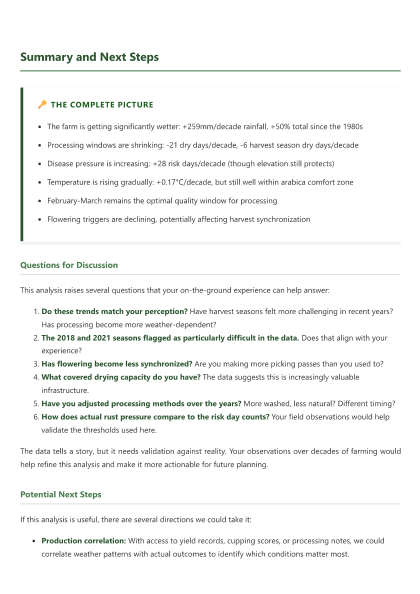 Summary and Next Steps
🔑 THE COMPLETE PICTURE
• The farm is getting significantly wetter: +259mm/decade rainfall, +50% total since the 1980s
• Processing windows are shrinking: -21 dry days/decade, -6 harvest season dry days/decade
• Disease pressure is increasing: +28 risk days/decade (though elevation still protects)
• Temperature is rising gradually: +0.17°C/decade, but still well within arabica comfort zone
• February-March remains the optimal quality window for processing
• Flowering triggers are declining, potentially affecting harvest synchronization
Questions for Discussion
This analysis raises several questions that your on-the-ground experience can help answer:
1. Do these trends match your perception? Have harvest seasons felt more challenging in recent years?
Has processing become more weather-dependent?
2. The 2018 and 2021 seasons flagged as particularly difficult in the data. Does that align with your
experience?
3. Has flowering become less synchronized? Are you making more picking passes than you used to?
4. What covered drying capacity do you have? The data suggests this is increasingly valuable
infrastructure.
5. Have you adjusted processing methods over the years? More washed, less natural? Different timing?
6. How does actual rust pressure compare to the risk day counts? Your field observations would help
validate the thresholds used here.
The data tells a story, but it needs validation against reality. Your observations over decades of farming would
help refine this analysis and make it more actionable for future planning.
Potential Next Steps
If this analysis is useful, there are several directions we could take it:
• Production correlation: With access to yield records, cupping scores, or processing notes, we could
correlate weather patterns with actual outcomes to identify which conditions matter most.